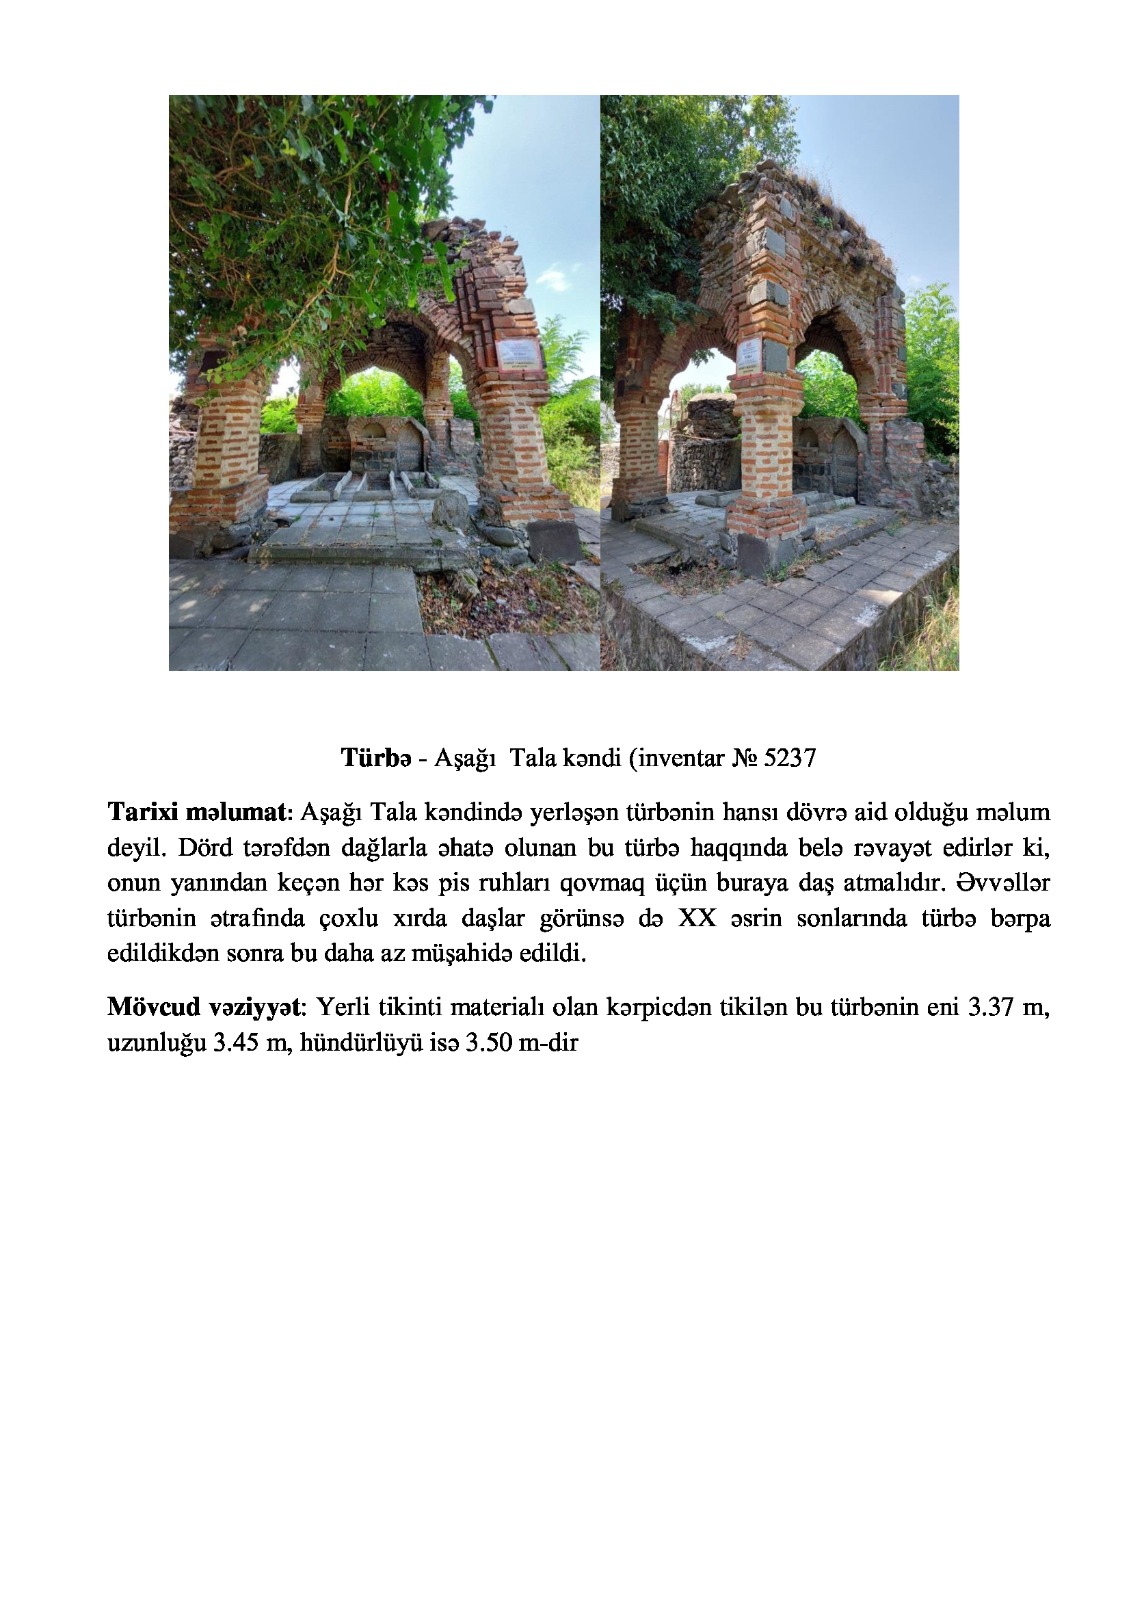 Türbə - Aşağı Tala kəndi (inventar № 5237
Tarixi məlumat: Aşağı Tala kəndində yerləşən türbənin hansı dövrə aid olduğu məlum
deyil. Dörd tərəfdən dağlarla əhatə olunan bu türbə haqqında belə rəvayət edirlər ki,
onun yanından keçən hər kəs pis ruhları qovmaq üçün buraya daş atmalıdır. Əvvəllər
türbənin ətrafında çoxlu xırda daşlar görünsə də XX əsrin sonlarında türbə bərpa
edildikdən sonra bu daha az müşahidə edildi.
Mövcud vəziyyət: Yerli tikinti materialı olan kərpicdən tikilən bu türbənin eni 3.37 m,
uzunluğu 3.45 m, hündürlüyü isə 3.50 m-dir